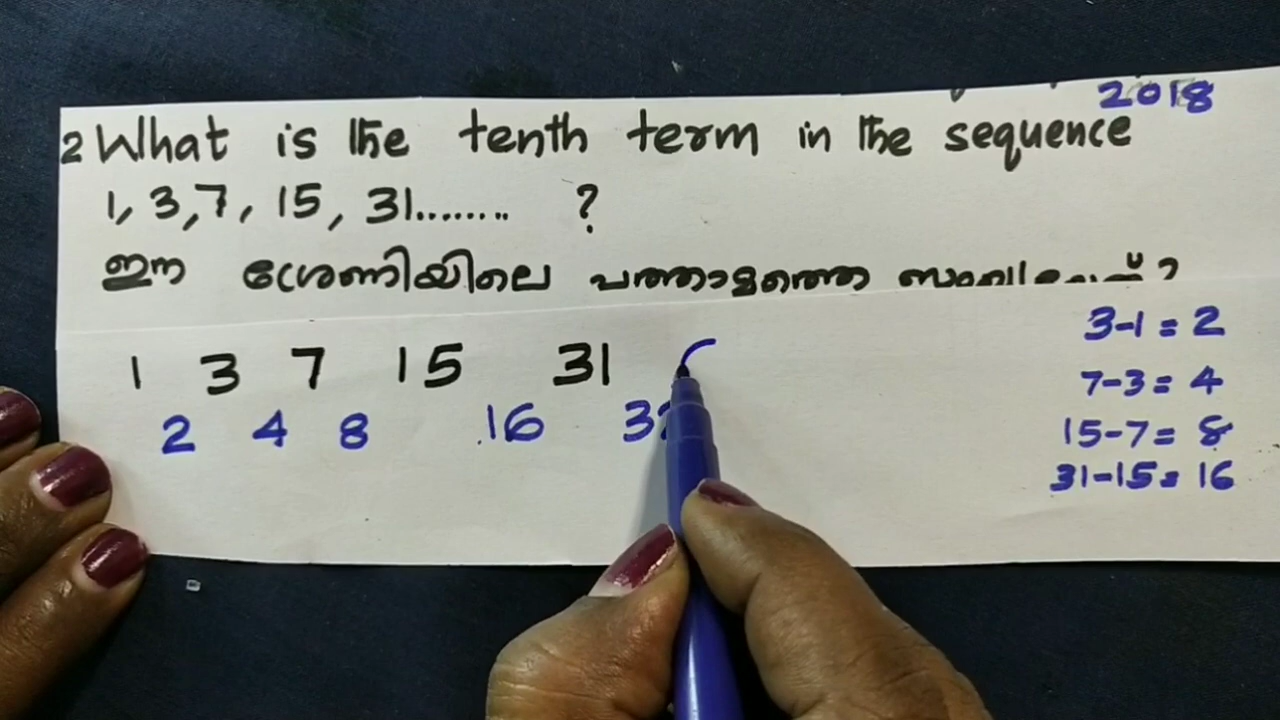 2018
2 What is the tenth term in the sequence
1, 3, 7, 15, 31........ ?
ഈ ശ്രേണിയിലെ പത്താമത്തെ ?
1 3 7 15 31
2 4 8 16
3-1 = 2
7-3 = 4
15-7 = 8
31-15 = 16